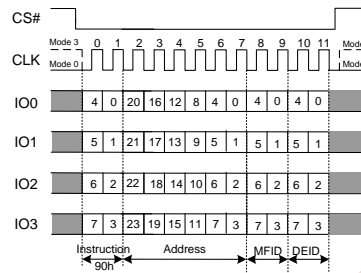 CS#
Mode 3 0 1 2 3 4 5 6 7 8 9 10 11 Mode
CLK
Mode 0 Mode
IO0 4 0 20 16 12 8 4 0 4 0 4 0
IO1 5 1 21 17 13 9 5 1 5 1 5 1
IO2 6 2 22 18 14 10 6 2 6 2 6 2
IO3 7 3 23 19 15 11 7 3 7 3 7 3
Instruction Address MFID DEID
90h